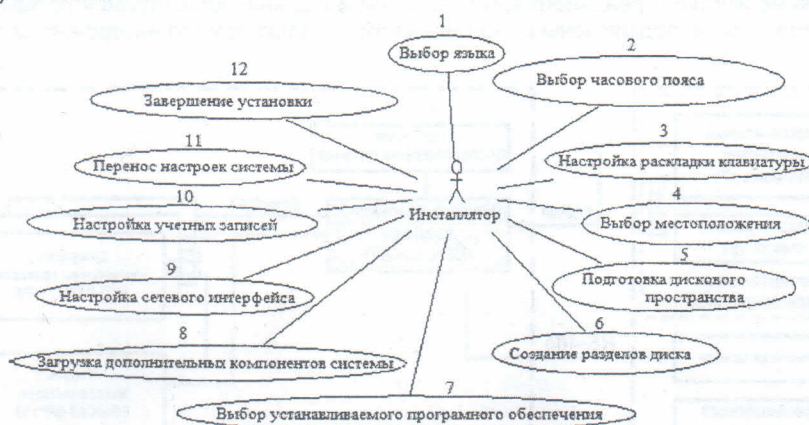 1
Выбор языка
2
Выбор часового пояса
12
Завершение установки
3
Настройка раскладки клавиатуры
11
Перенос настроек системы
4
Выбор местоположения
10
Настройка учетных записей
Инсталлятор
5
Подготовка дискового
пространства
9
Настройка сетевого интерфейса
6
Создание разделов диска
8
Загрузка дополнительных компонентов системы
7
Выбор устанавливаемого програмного обеспечения